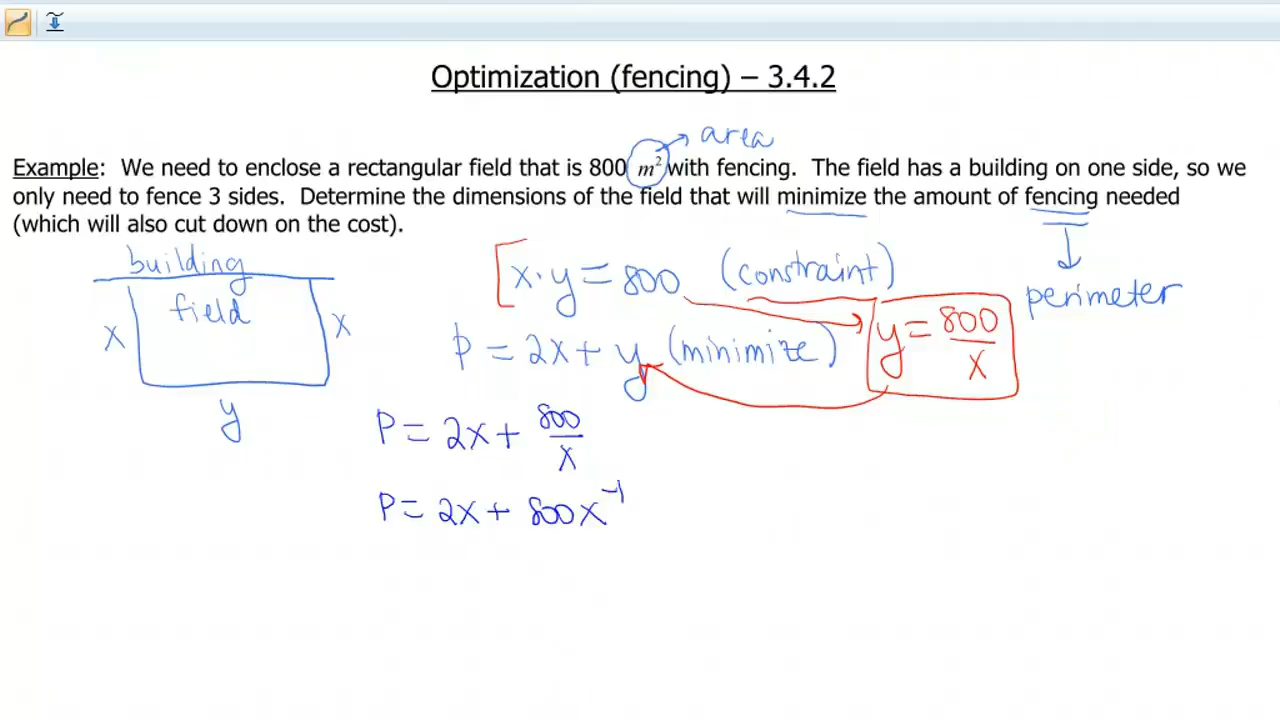 Optimization (fencing) – 3.4.2
area
Example: We need to enclose a rectangular field that is 800 m² with fencing. The field has a building on one side, so we
only need to fence 3 sides. Determine the dimensions of the field that will minimize the amount of fencing needed
(which will also cut down on the cost).
building
field
x
x
y
x·y = 800 (constraint)
perimeter
P = 2x + y (minimize)
y = 800/x
P = 2x + 800/x
P = 2x + 800x⁻¹